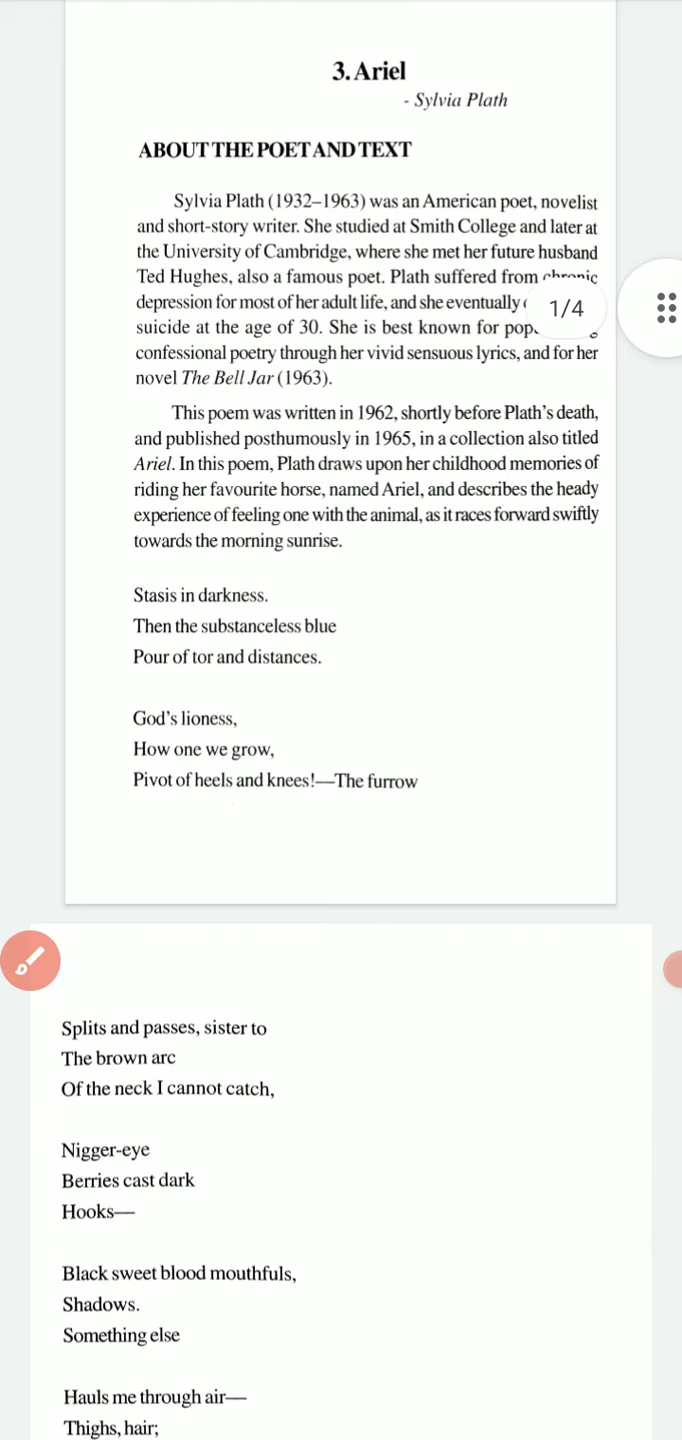 3. Ariel
- Sylvia Plath
ABOUT THE POET AND TEXT
Sylvia Plath (1932–1963) was an American poet, novelist
and short-story writer. She studied at Smith College and later at
the University of Cambridge, where she met her future husband
Ted Hughes, also a famous poet. Plath suffered from chronic
depression for most of her adult life, and she eventually
1/4
suicide at the age of 30. She is best known for
confessional poetry through her vivid sensuous lyrics, and for her
novel The Bell Jar (1963).
This poem was written in 1962, shortly before Plath's death,
and published posthumously in 1965, in a collection also titled
Ariel. In this poem, Plath draws upon her childhood memories of
riding her favourite horse, named Ariel, and describes the heady
experience of feeling one with the animal, as it races forward swiftly
towards the morning sunrise.
Stasis in darkness.
Then the substanceless blue
Pour of tor and distances.
God's lioness,
How one we grow,
Pivot of heels and knees!—The furrow
Splits and passes, sister to
The brown arc
Of the neck I cannot catch,
Nigger-eye
Berries cast dark
Hooks—
Black sweet blood mouthfuls,
Shadows.
Something else
Hauls me through air—
Thighs, hair;